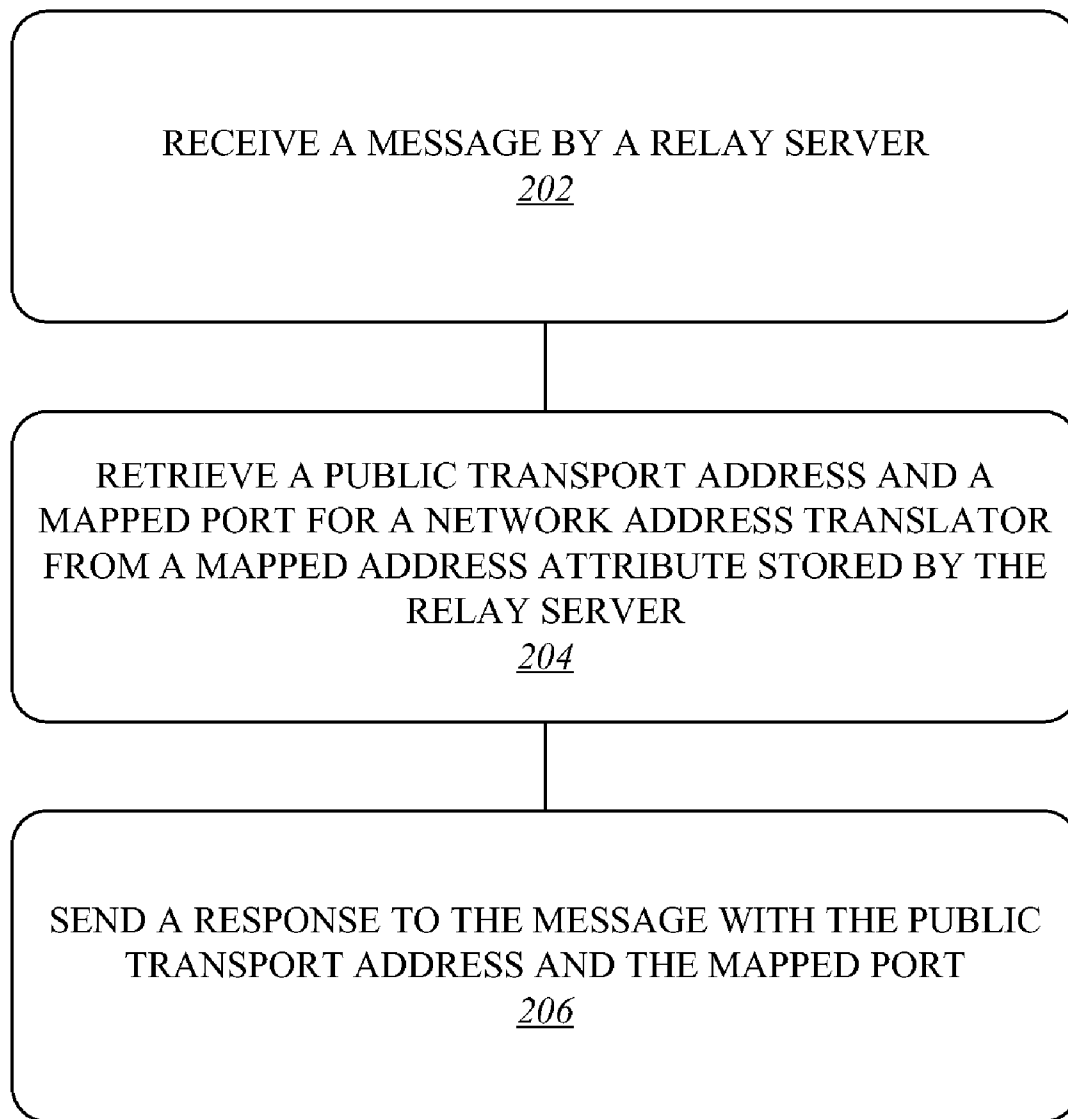 RECEIVE A MESSAGE BY A RELAY SERVER
202
RETRIEVE A PUBLIC TRANSPORT ADDRESS AND A
MAPPED PORT FOR A NETWORK ADDRESS TRANSLATOR
FROM A MAPPED ADDRESS ATTRIBUTE STORED BY THE
RELAY SERVER
204
SEND A RESPONSE TO THE MESSAGE WITH THE PUBLIC
TRANSPORT ADDRESS AND THE MAPPED PORT
206